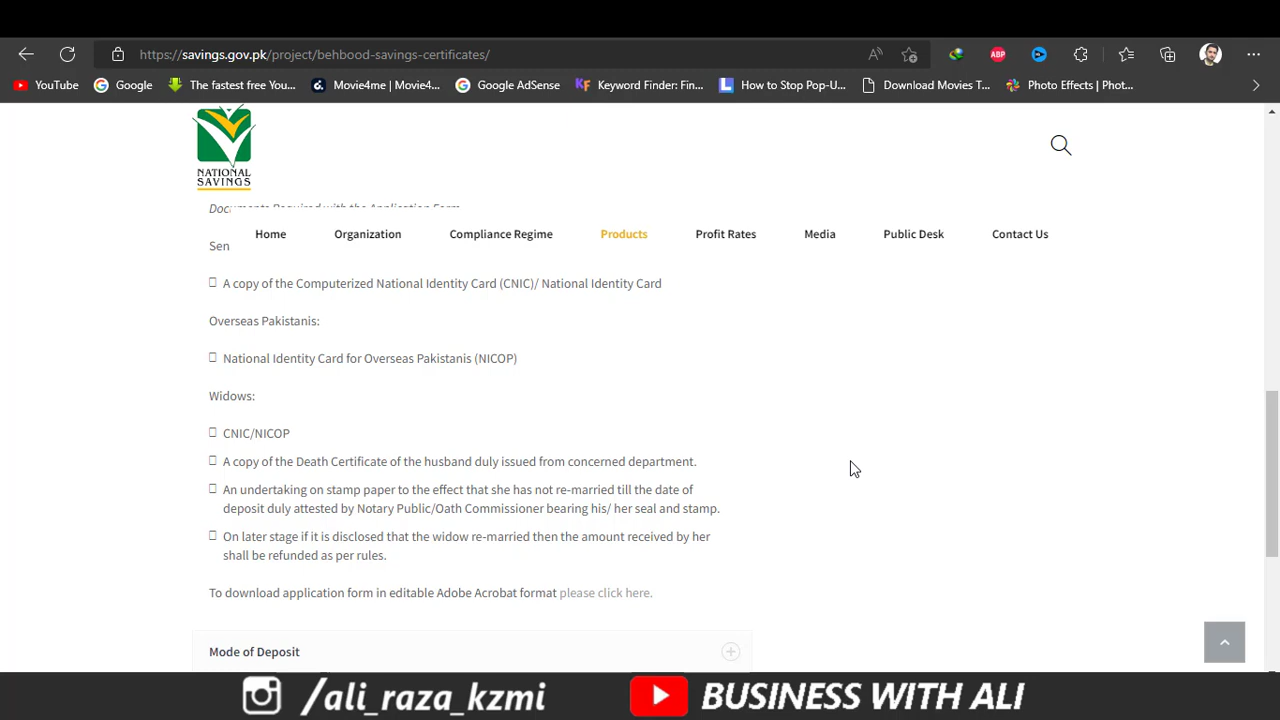 https://savings.gov.pk/project/behbood-savings-certificates/
ABP
YouTube
Google
The fastest free You...
Movie4me | Movie4...
Google AdSense
Keyword Finder: Fin...
How to Stop Pop-U...
Download Movies T...
Photo Effects | Phot...
NATIONAL
SAVINGS
Documents Required with the Application Form
Home
Organization
Compliance Regime
Products
Profit Rates
Media
Public Desk
Contact Us
Sen
A copy of the Computerized National Identity Card (CNIC)/ National Identity Card
Overseas Pakistanis:
National Identity Card for Overseas Pakistanis (NICOP)
Widows:
CNIC/NICOP
A copy of the Death Certificate of the husband duly issued from concerned department.
An undertaking on stamp paper to the effect that she has not re-married till the date of
deposit duly attested by Notary Public/Oath Commissioner bearing his/ her seal and stamp.
On later stage if it is disclosed that the widow re-married then the amount received by her
shall be refunded as per rules.
To download application form in editable Adobe Acrobat format please click here.
Mode of Deposit
/ali_raza_kzmi
BUSINESS WITH ALI